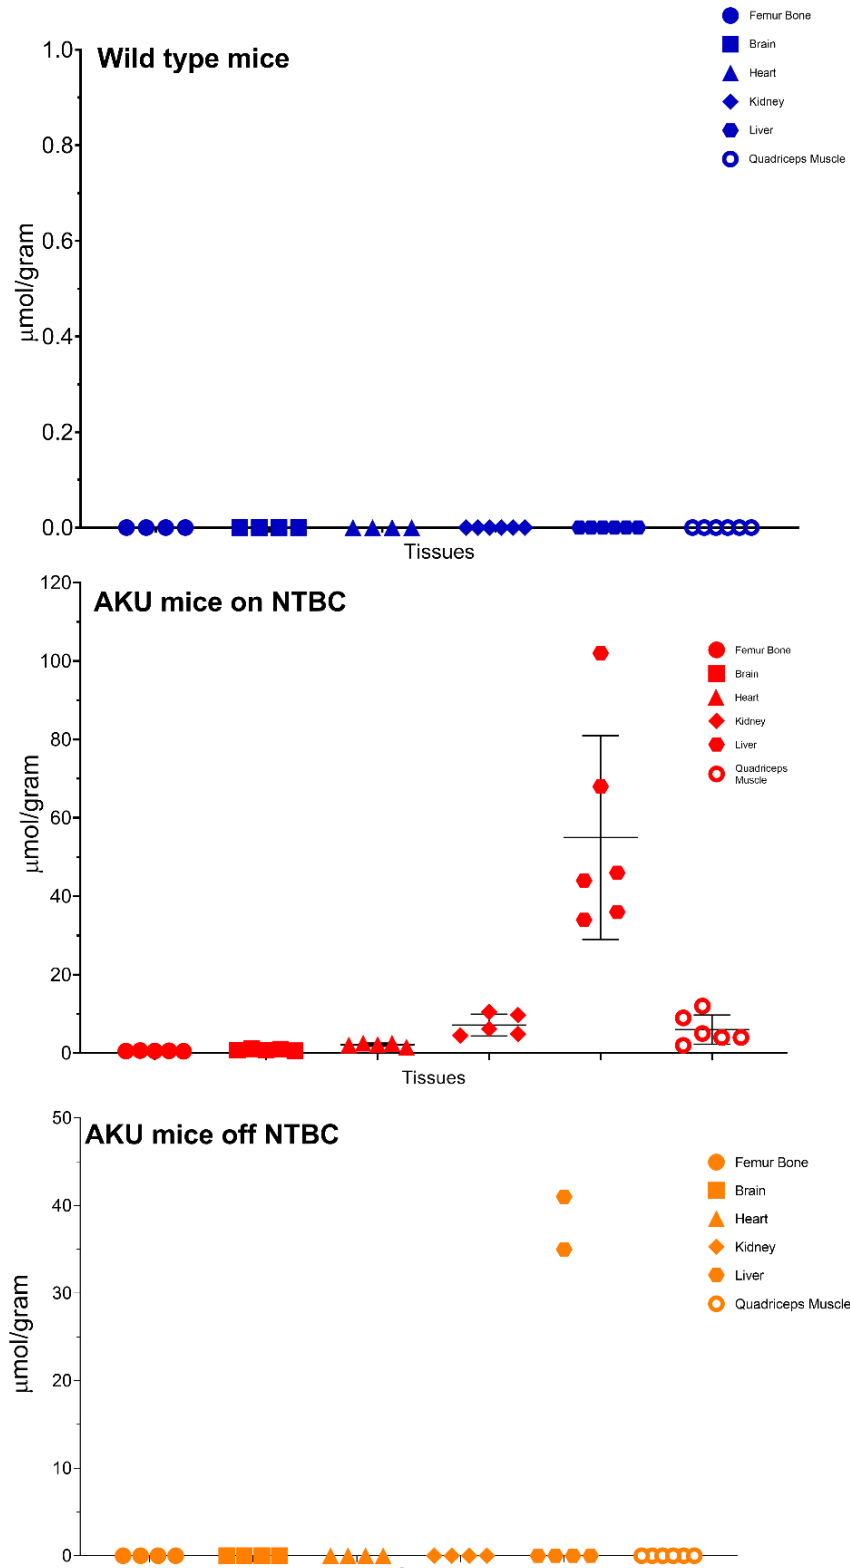 Femur Bone
Brain
Heart
Kidney
Liver
Quadriceps Muscle
Wild type mice
1.0
0.8
0.6
0.4
0.2
0.0
μmol/gram
Tissues
AKU mice on NTBC
120
100
80
60
40
20
0
μmol/gram
Femur Bone
Brain
Heart
Kidney
Liver
Quadriceps
Muscle
Tissues
AKU mice off NTBC
50
40
30
20
10
0
μmol/gram
Femur Bone
Brain
Heart
Kidney
Liver
Quadriceps Muscle